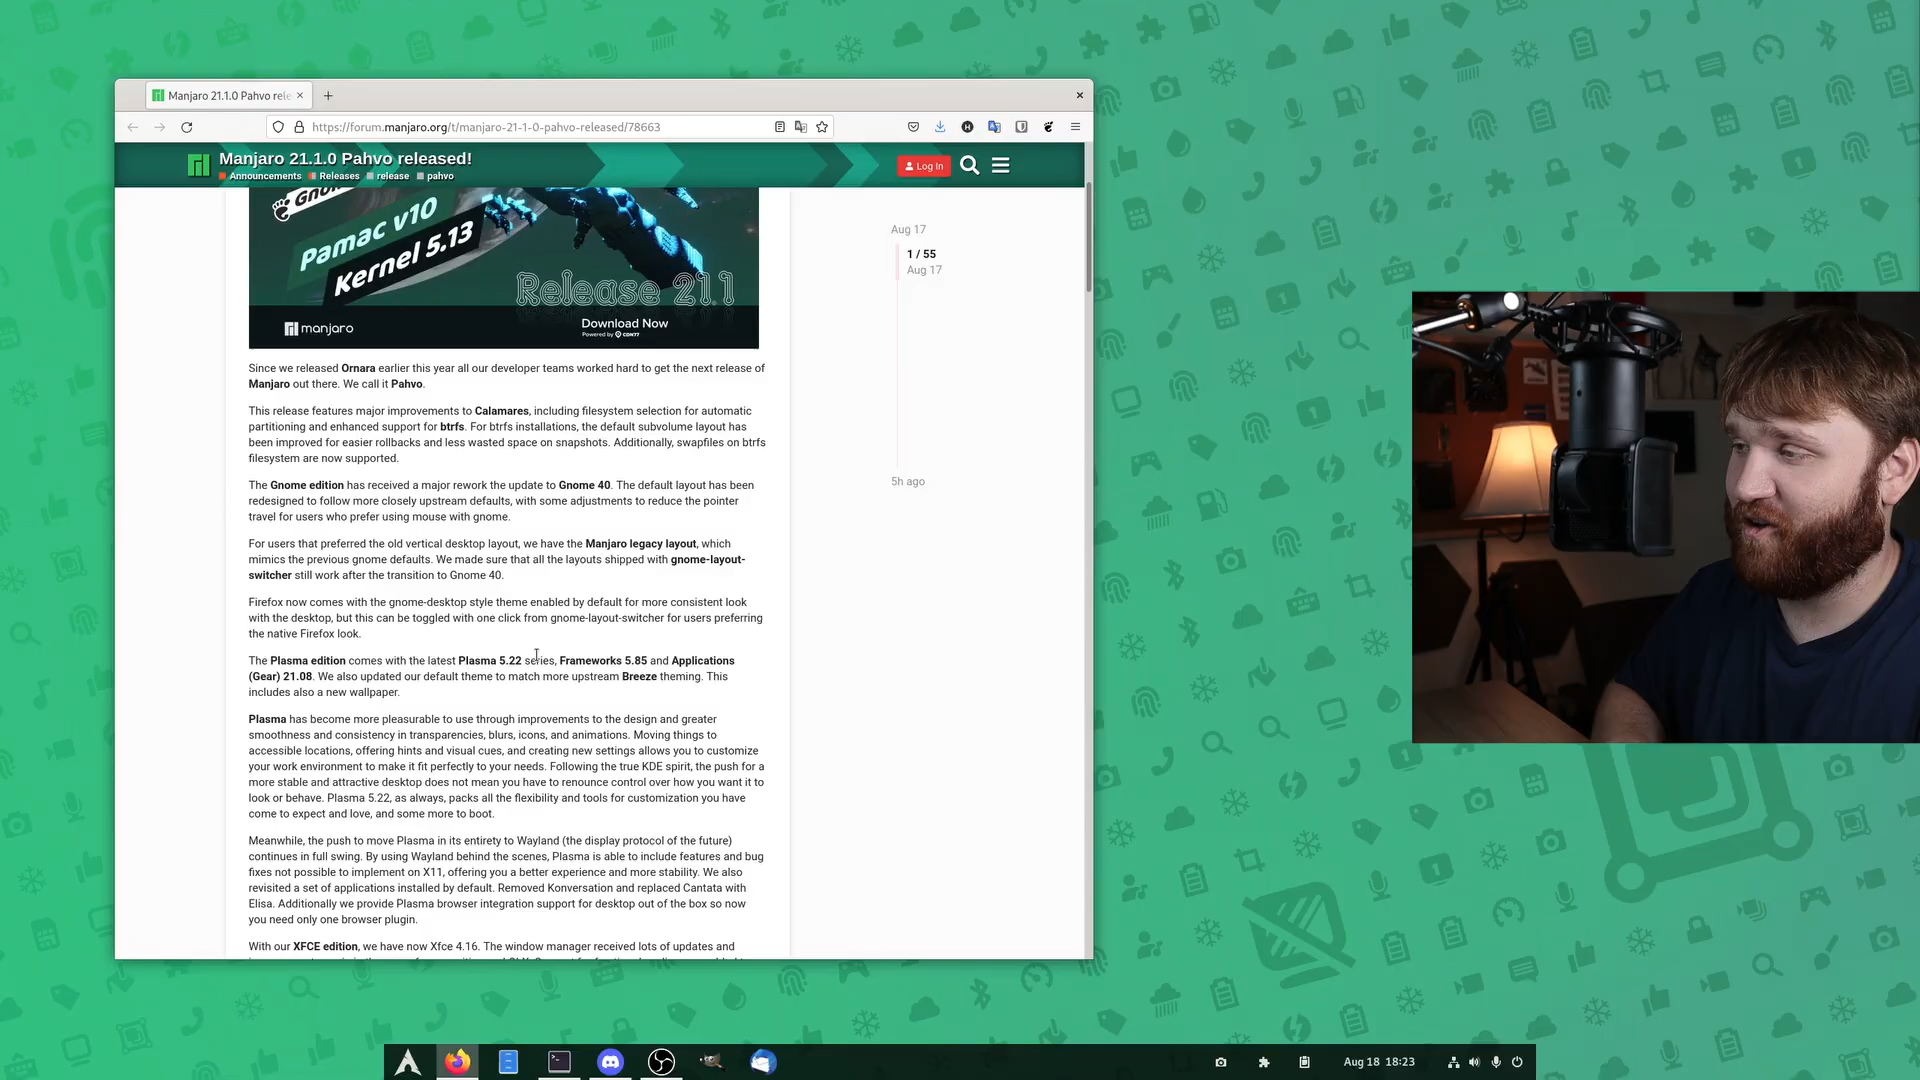 Manjaro 21.1.0 Pahvo rele
https://forum.manjaro.org/t/manjaro-21-1-0-pahvo-released/78663
Manjaro 21.1.0 Pahvo released!
Announcements Releases release pahvo
Log In
Pamac v10
Kernel 5.13
Release 21.1
manjaro
Download Now
Powered by CDN77
Since we released Ornara earlier this year all our developer teams worked hard to get the next release of
Manjaro out there. We call it Pahvo.
This release features major improvements to Calamares, including filesystem selection for automatic
partitioning and enhanced support for btrfs. For btrfs installations, the default subvolume layout has
been improved for easier rollbacks and less wasted space on snapshots. Additionally, swapfiles on btrfs
filesystem are now supported.
The Gnome edition has received a major rework the update to Gnome 40. The default layout has been
redesigned to follow more closely upstream defaults, with some adjustments to reduce the pointer
travel for users who prefer using mouse with gnome.
For users that preferred the old vertical desktop layout, we have the Manjaro legacy layout, which
mimics the previous gnome defaults. We made sure that all the layouts shipped with gnome-layout-
switcher still work after the transition to Gnome 40.
Firefox now comes with the gnome-desktop style theme enabled by default for more consistent look
with the desktop, but this can be toggled with one click from gnome-layout-switcher for users preferring
the native Firefox look.
The Plasma edition comes with the latest Plasma 5.22 series, Frameworks 5.85 and Applications
(Gear) 21.08. We also updated our default theme to match more upstream Breeze theming. This
includes also a new wallpaper.
Plasma has become more pleasurable to use through improvements to the design and greater
smoothness and consistency in transparencies, blurs, icons, and animations. Moving things to
accessible locations, offering hints and visual cues, and creating new settings allows you to customize
your work environment to make it fit perfectly to your needs. Following the true KDE spirit, the push for a
more stable and attractive desktop does not mean you have to renounce control over how you want it to
look or behave. Plasma 5.22, as always, packs all the flexibility and tools for customization you have
come to expect and love, and some more to boot.
Meanwhile, the push to move Plasma in its entirety to Wayland (the display protocol of the future)
continues in full swing. By using Wayland behind the scenes, Plasma is able to include features and bug
fixes not possible to implement on X11, offering you a better experience and more stability. We also
revisited a set of applications installed by default. Removed Konversation and replaced Cantata with
Elisa. Additionally we provide Plasma browser integration support for desktop out of the box so now
you need only one browser plugin.
With our XFCE edition, we have now Xfce 4.16. The window manager received lots of updates and
Aug 17
1 / 55
Aug 17
5h ago
Aug 18 18:23